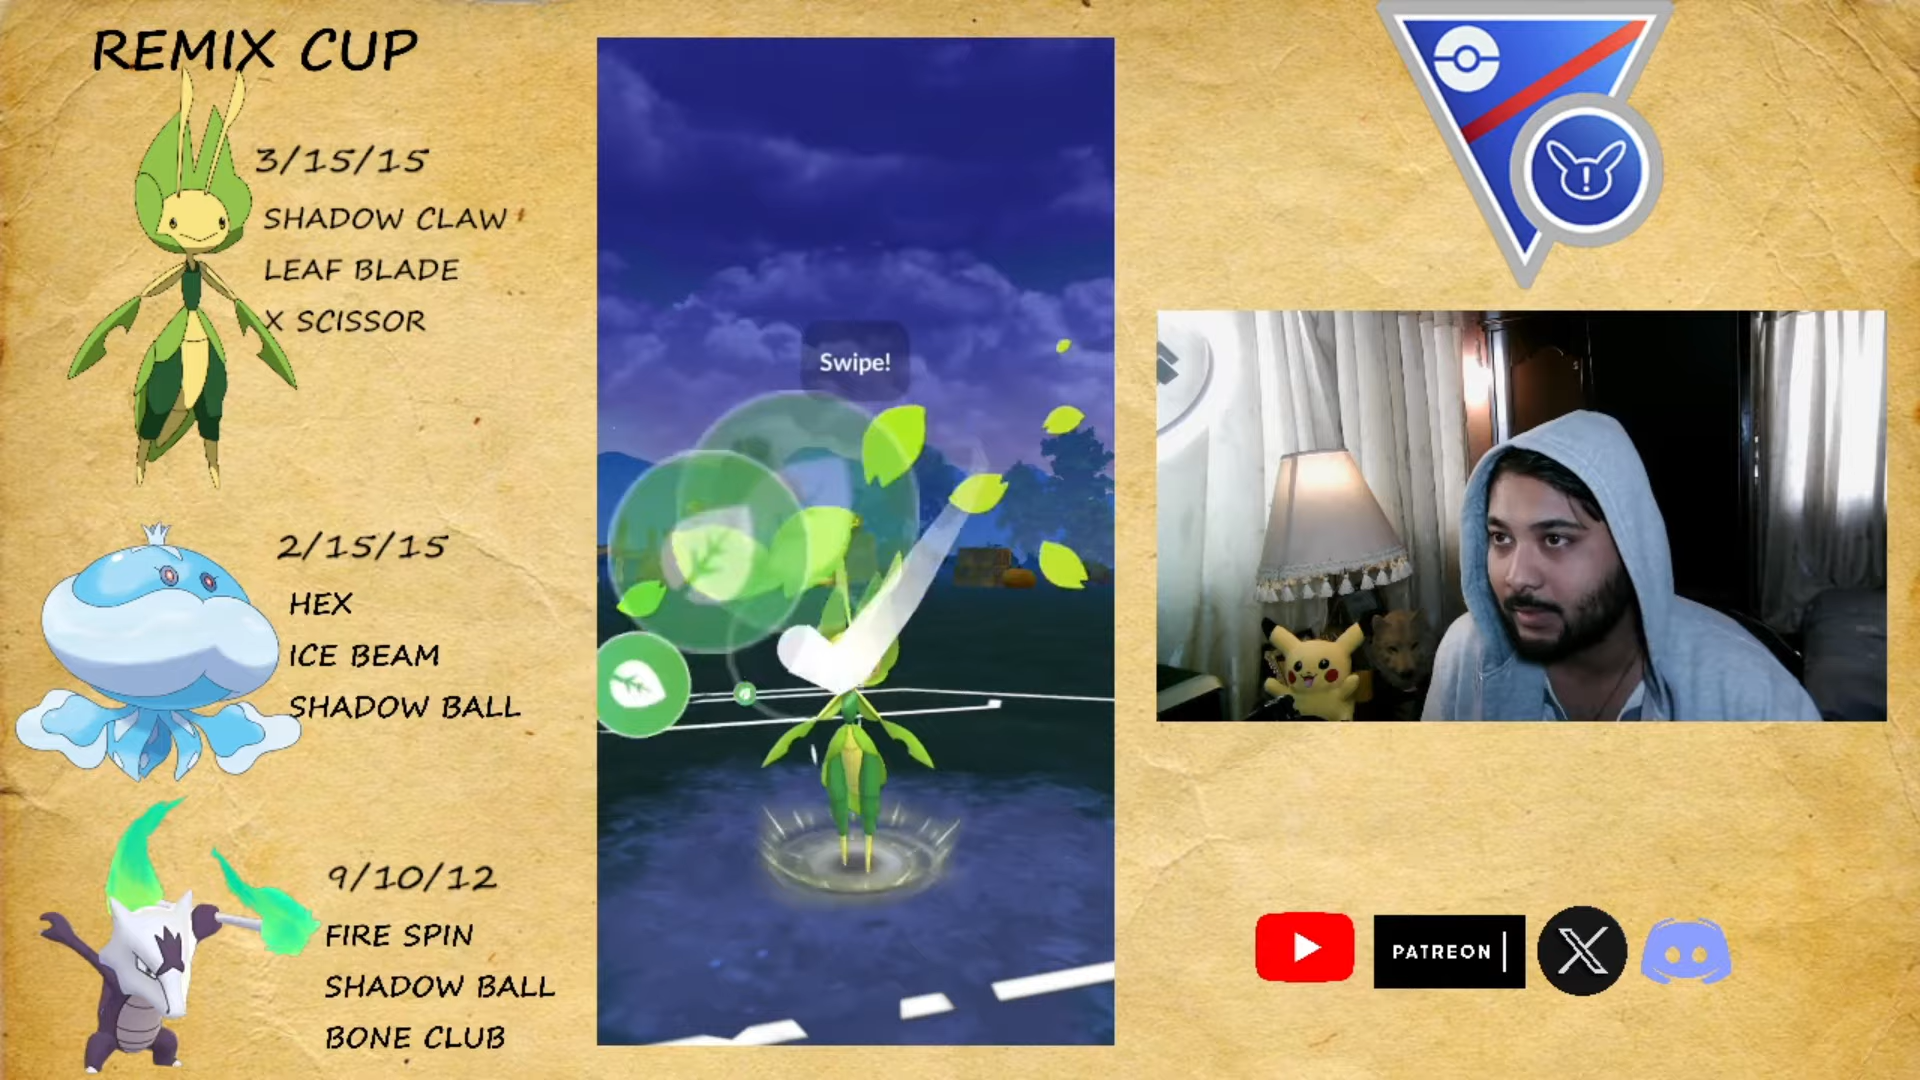 REMIX CUP
3/15/15
SHADOW CLAW
LEAF BLADE
X SCISSOR
2/15/15
HEX
ICE BEAM
SHADOW BALL
9/10/12
FIRE SPIN
SHADOW BALL
BONE CLUB
Swipe!
PATREON